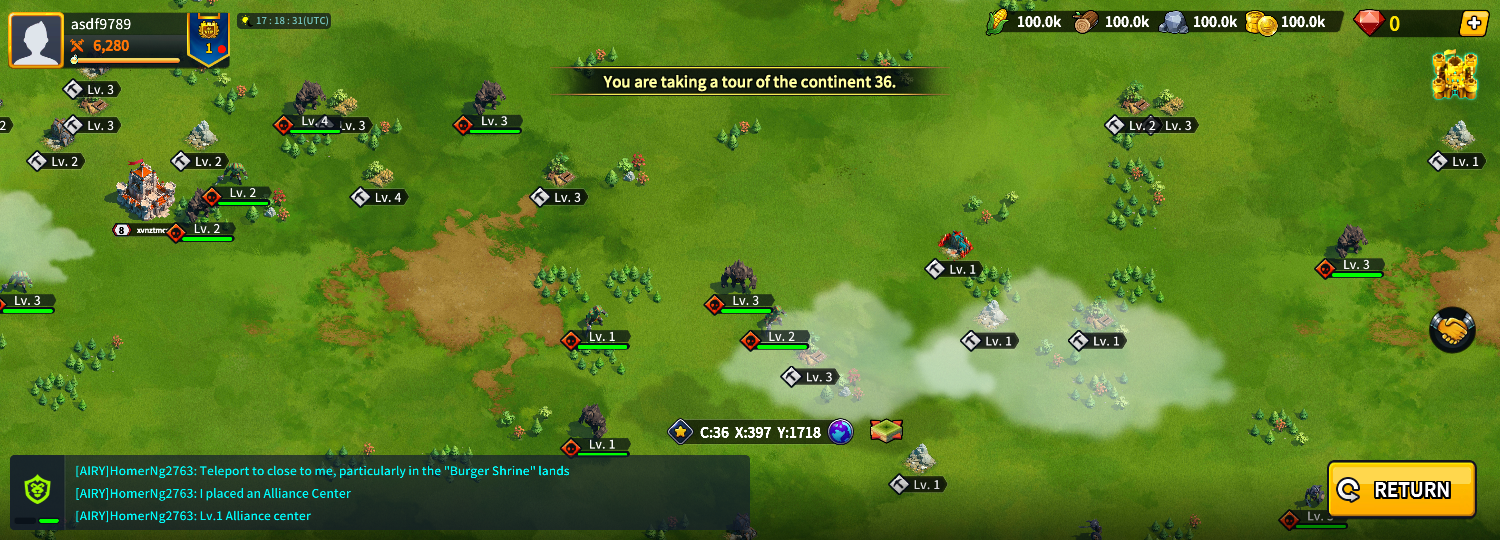 asdf9789
17:18:31(UTC)
100.0k
100.0k
100.0k
100.0k
0
6,280
1
You are taking a tour of the continent 36.
Lv. 3
Lv. 3
Lv. 4
Lv. 3
Lv. 3
Lv. 2
Lv. 3
2
Lv. 2
Lv. 2
Lv. 1
Lv. 2
Lv. 4
Lv. 3
8
Lv. 2
Lv. 1
Lv. 3
Lv. 3
Lv. 3
Lv. 1
Lv. 2
Lv. 1
Lv. 1
Lv. 3
C:36 X:397 Y:1718
Lv. 1
[AIRY]HomerNg2763: Teleport to close to me, particularly in the "Burger Shrine" lands
[AIRY]HomerNg2763: I placed an Alliance Center
[AIRY]HomerNg2763: Lv.1 Alliance center
Lv. 1
RETURN
Lv.